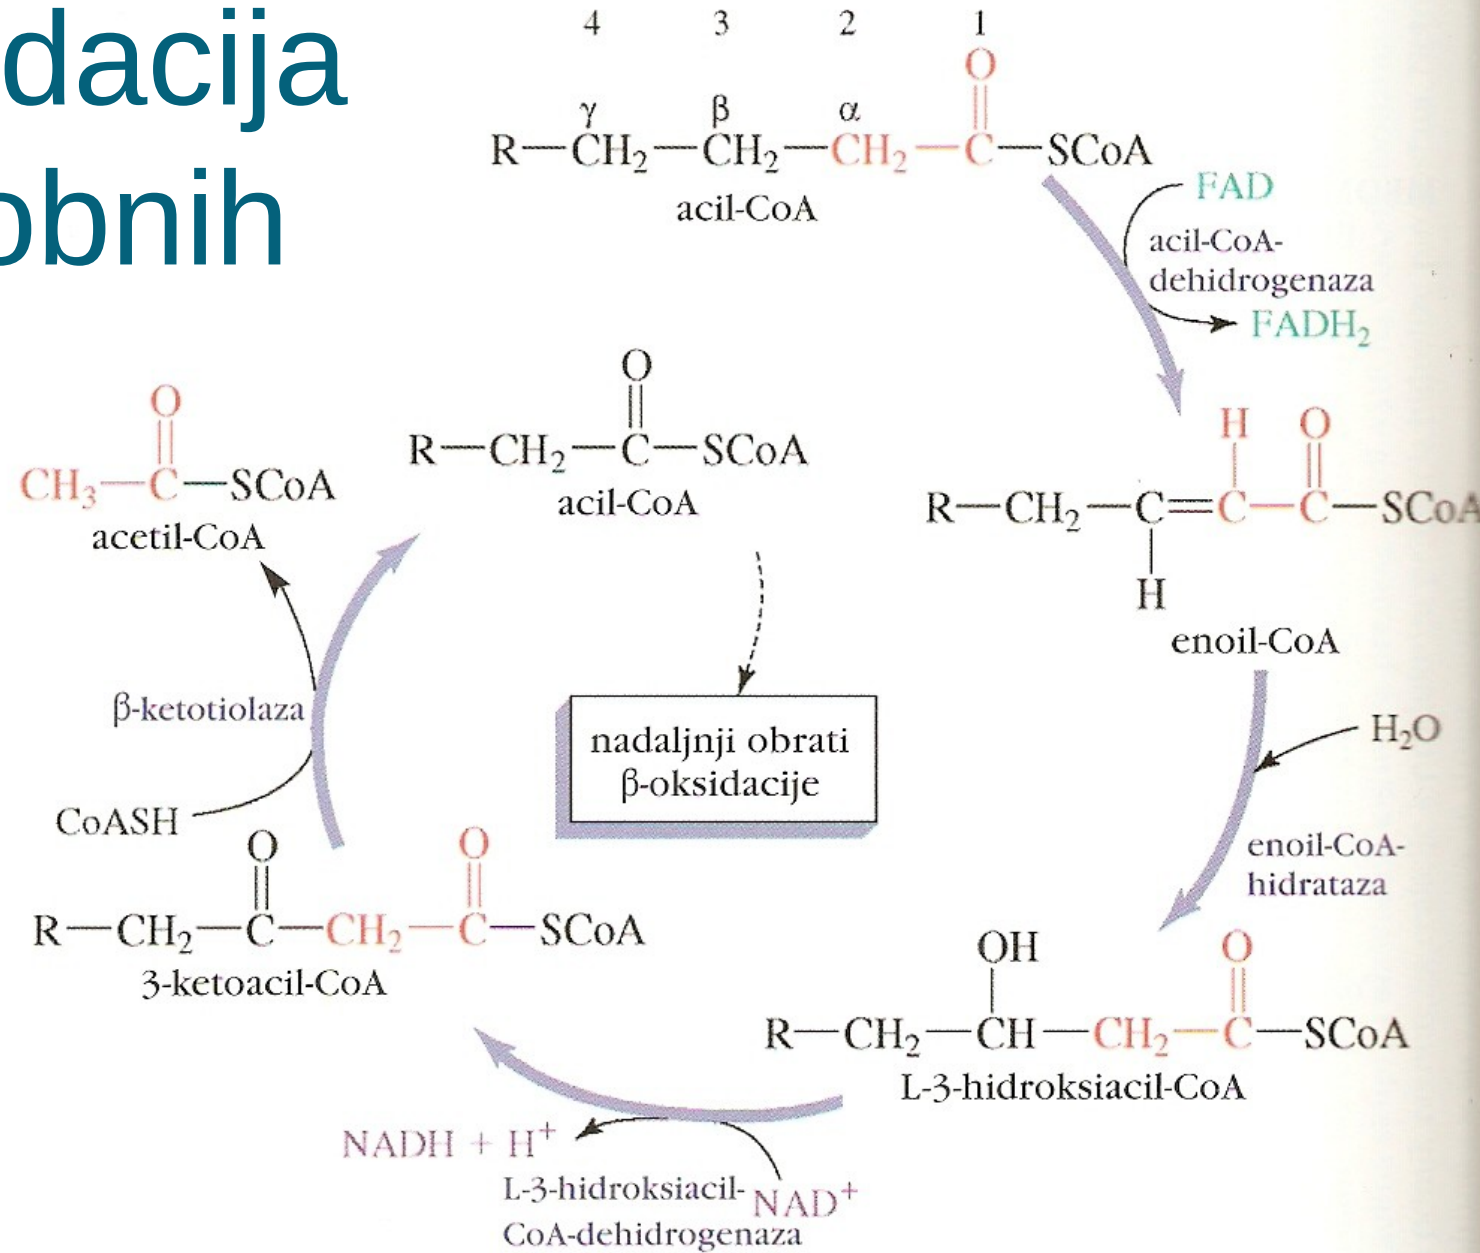 dacija
obnih
4 3 2 1
O
γ β α
R—CH₂—CH₂—CH₂—C—SCoA
acil-CoA
FAD
acil-CoA-
dehidrogenaza
FADH₂
H O
R—CH₂—C=C—C—SCoA
H
enoil-CoA
H₂O
enoil-CoA-
hidrataza
OH O
R—CH₂—CH—CH₂—C—SCoA
L-3-hidroksiacil-CoA
NAD⁺
L-3-hidroksiacil-
CoA-dehidrogenaza
NADH + H⁺
O O
R—CH₂—C—CH₂—C—SCoA
3-ketoacil-CoA
CoASH
β-ketotiolaza
O
CH₃—C—SCoA
acetil-CoA
O
R—CH₂—C—SCoA
acil-CoA
nadaljnji obrati
β-oksidacije